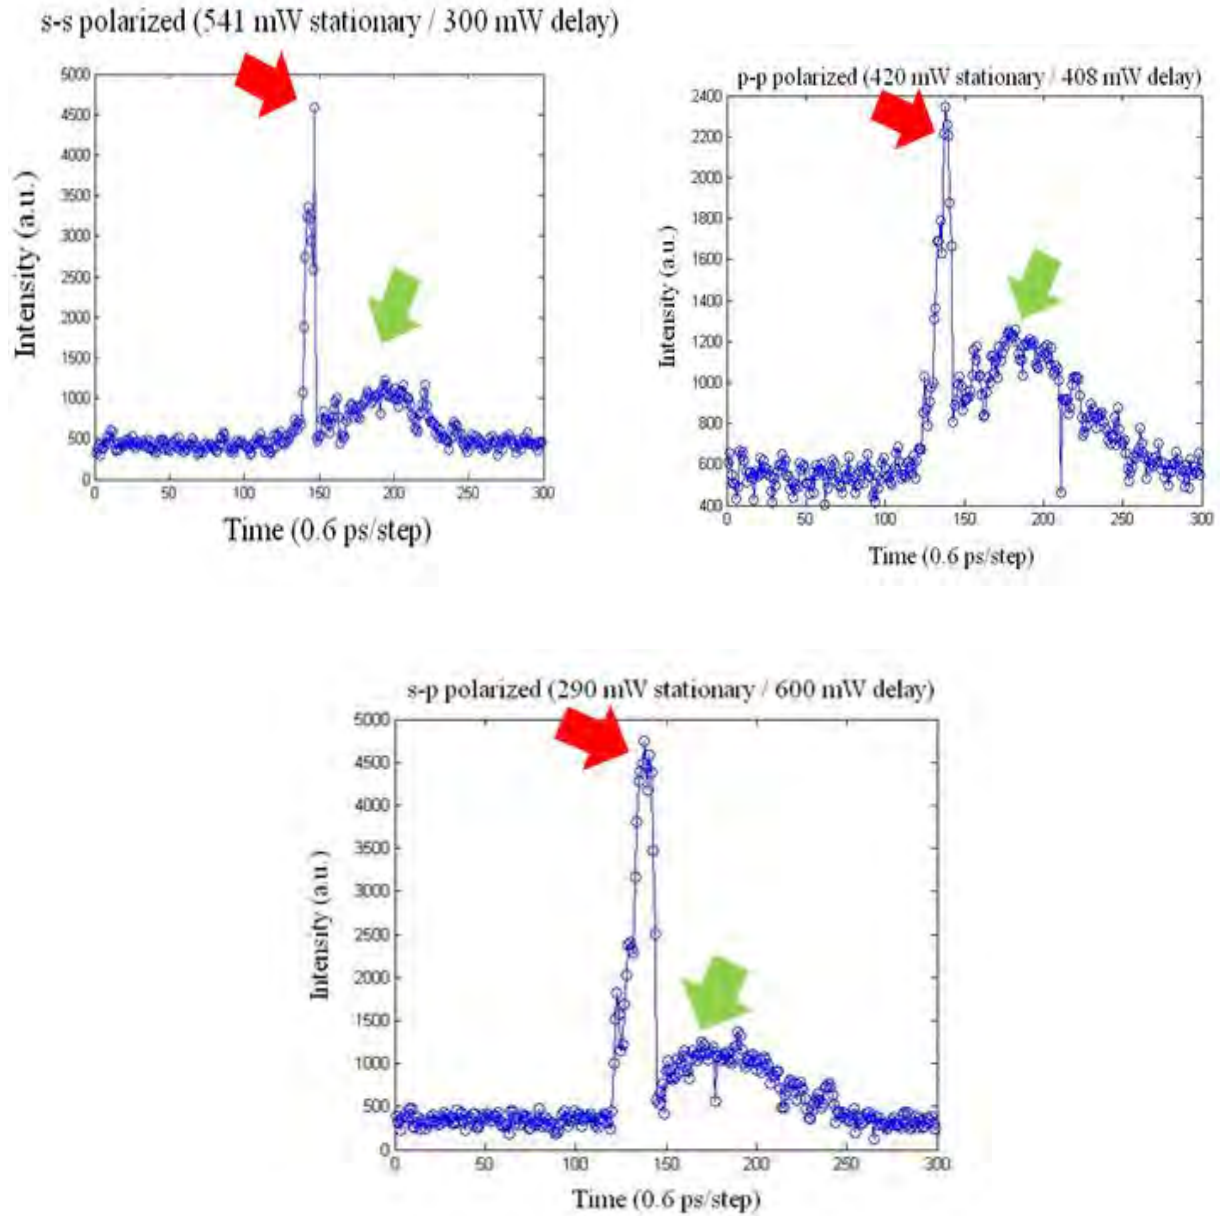 s-s polarized (541 mW stationary / 300 mW delay)
5000
4500
4000
3500
3000
2500
2000
1500
1000
500
0
Intensity (a.u.)
0 50 100 150 200 250 300
Time (0.6 ps/step)
p-p polarized (420 mW stationary / 408 mW delay)
2400
2200
2000
1800
1600
1400
1200
1000
800
600
400
Intensity (a.u.)
0 50 100 150 200 250 300
Time (0.6 ps/step)
s-p polarized (290 mW stationary / 600 mW delay)
5000
4500
4000
3500
3000
2500
2000
1500
1000
500
0
Intensity (a.u.)
0 50 100 150 200 250 300
Time (0.6 ps/step)